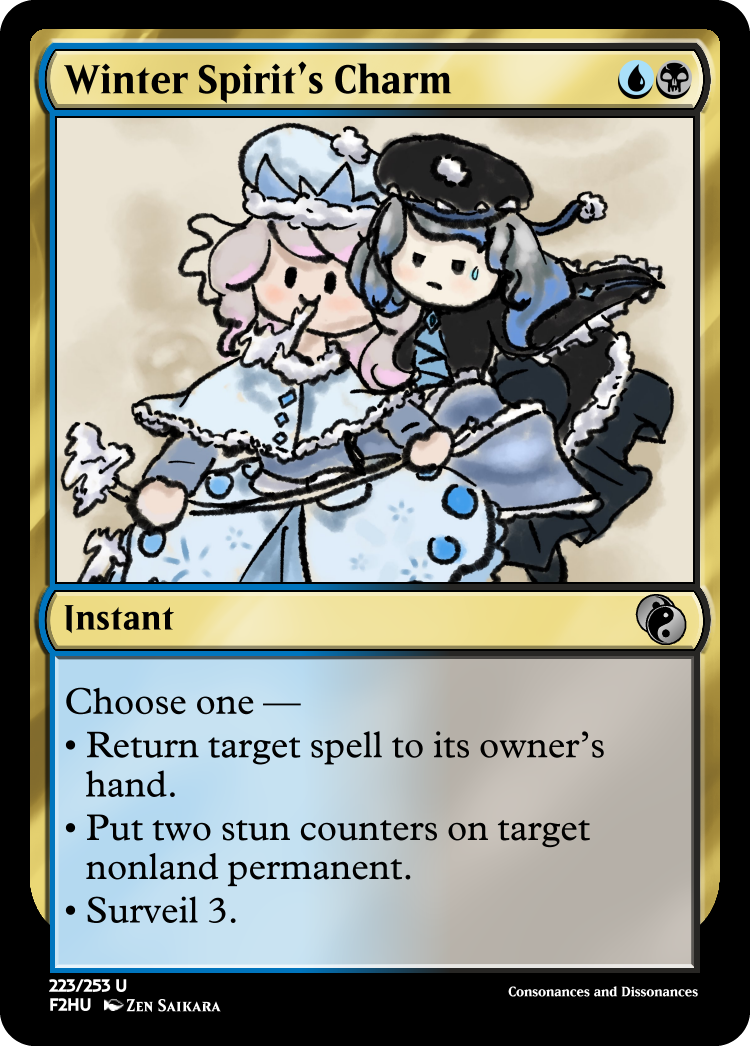 Winter Spirit's Charm
Instant
Choose one —
• Return target spell to its owner's
hand.
• Put two stun counters on target
nonland permanent.
• Surveil 3.
223/253 U
F2HU Zen Saikara
Consonances and Dissonances